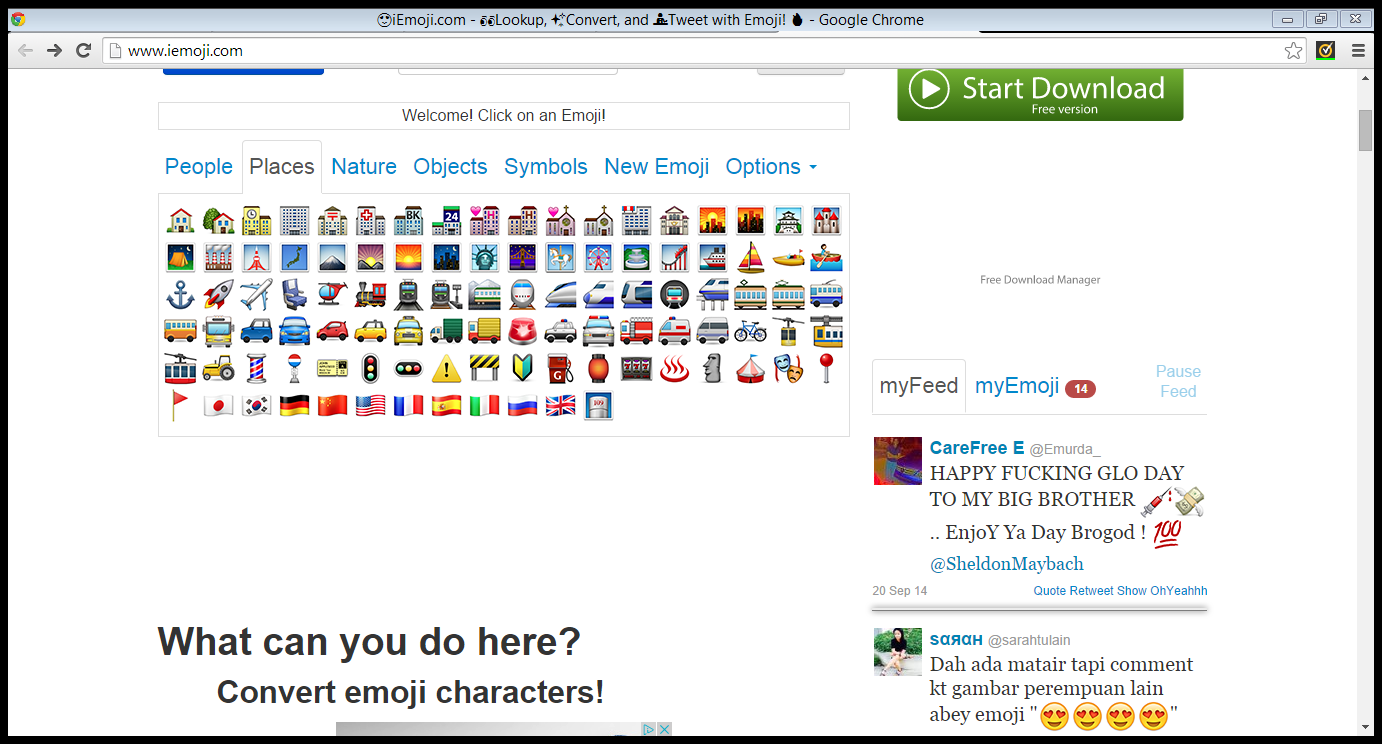 iEmoji.com - Lookup, Convert, and Tweet with Emoji! - Google Chrome
www.iemoji.com
Start Download
Free version
Welcome! Click on an Emoji!
People Places Nature Objects Symbols New Emoji Options
BK
24
H
H
Free Download Manager
myFeed myEmoji 14 Pause Feed
CareFree E @Emurda_
HAPPY FUCKING GLO DAY
TO MY BIG BROTHER 
.. EnjoY Ya Day Brogod ! 💯
@SheldonMaybach
20 Sep 14 Quote Retweet Show OhYeahhh
What can you do here?
Convert emoji characters!
sαяαн @sarahtulain
Dah ada matair tapi comment
kt gambar perempuan lain
abey emoji "😍😍😍😍"